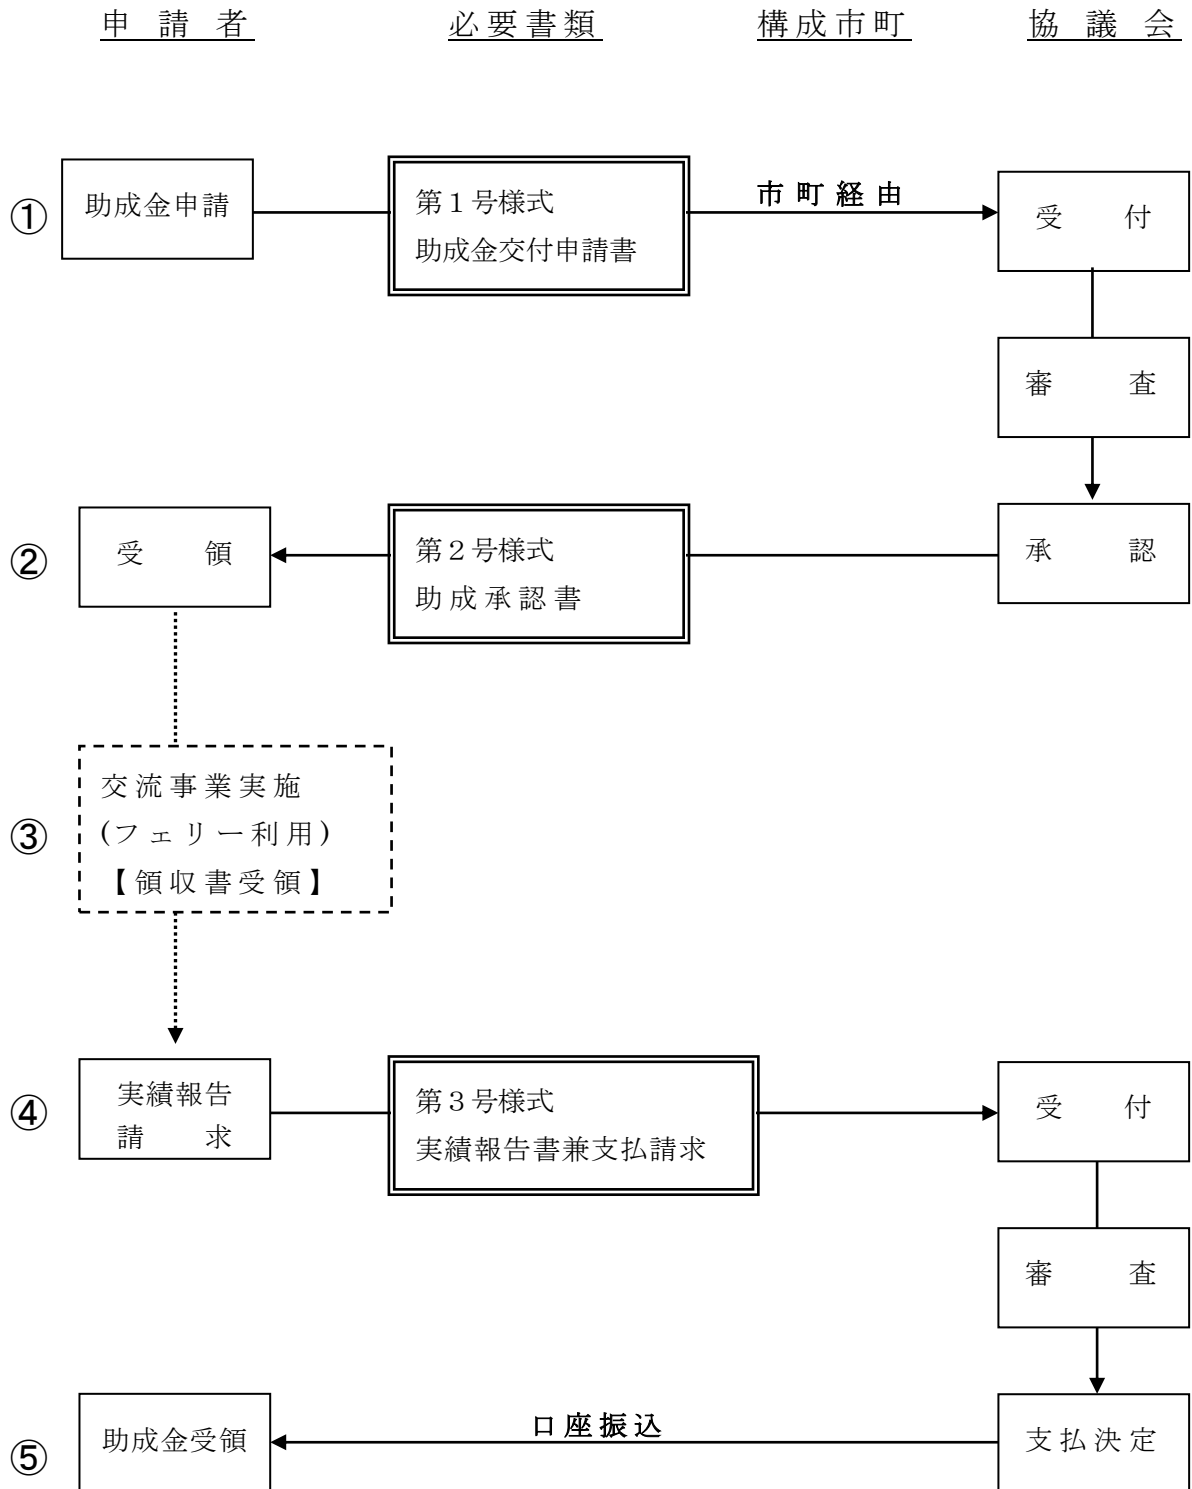 申請者 必要書類 構成市町 協議会
① 助成金申請
第１号様式
助成金交付申請書
市町経由
受付
審査
② 受領
第２号様式
助成承認書
承認
③ 交流事業実施
(フェリー利用)
【領収書受領】
④ 実績報告
請求
第３号様式
実績報告書兼支払請求
受付
審査
⑤ 助成金受領
口座振込
支払決定